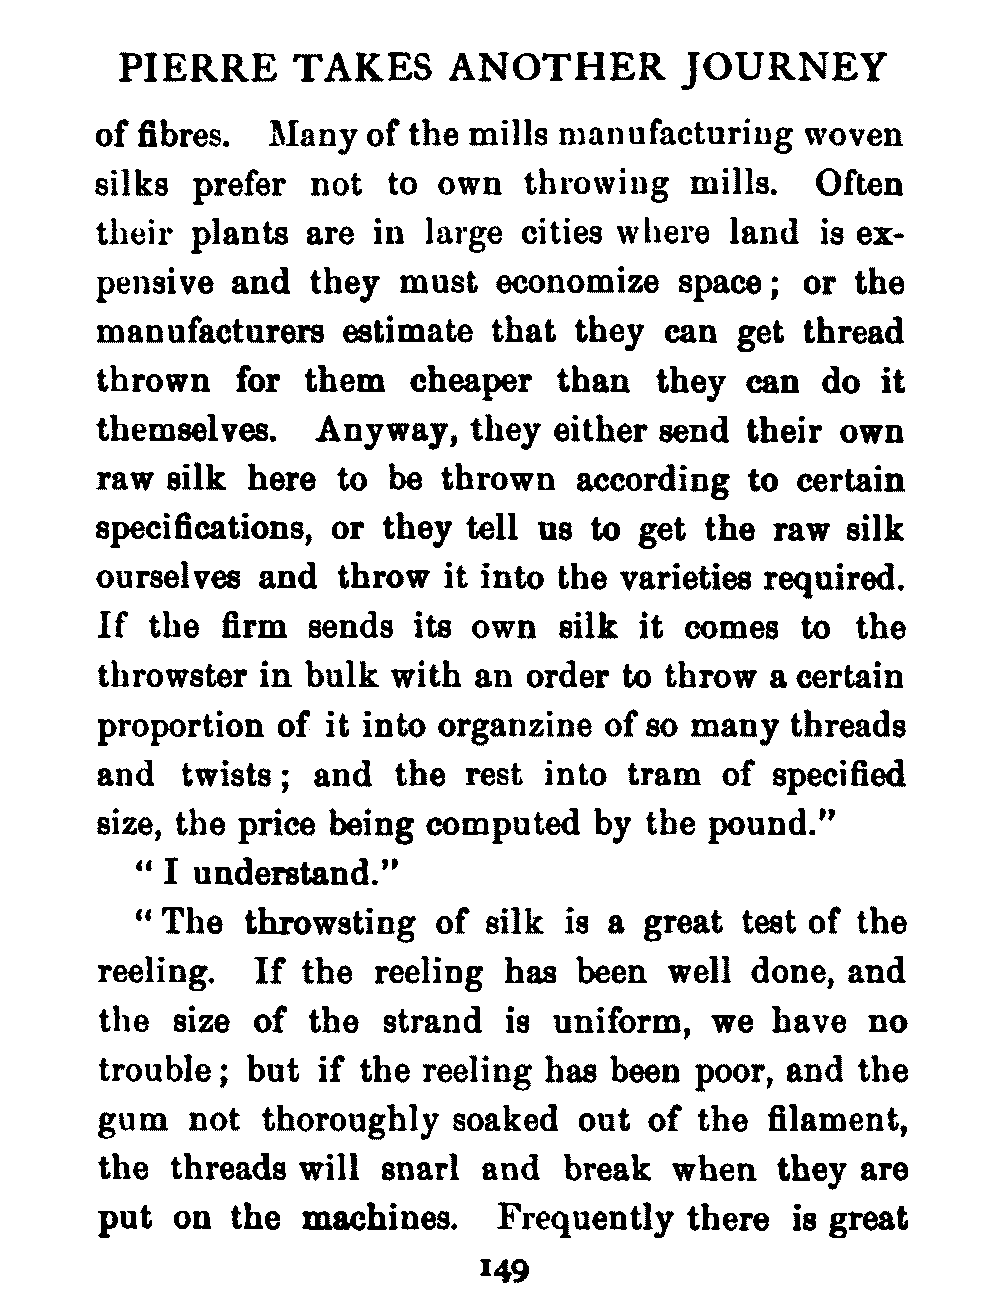 PIERRE TAKES ANOTHER JOURNEY
of fibres. Many of the mills manufacturing woven
silks prefer not to own throwing mills. Often
their plants are in large cities where land is ex-
pensive and they must economize space; or the
manufacturers estimate that they can get thread
thrown for them cheaper than they can do it
themselves. Anyway, they either send their own
raw silk here to be thrown according to certain
specifications, or they tell us to get the raw silk
ourselves and throw it into the varieties required.
If the firm sends its own silk it comes to the
throwster in bulk with an order to throw a certain
proportion of it into organzine of so many threads
and twists; and the rest into tram of specified
size, the price being computed by the pound."
"I understand."
"The throwsting of silk is a great test of the
reeling. If the reeling has been well done, and
the size of the strand is uniform, we have no
trouble; but if the reeling has been poor, and the
gum not thoroughly soaked out of the filament,
the threads will snarl and break when they are
put on the machines. Frequently there is great
149